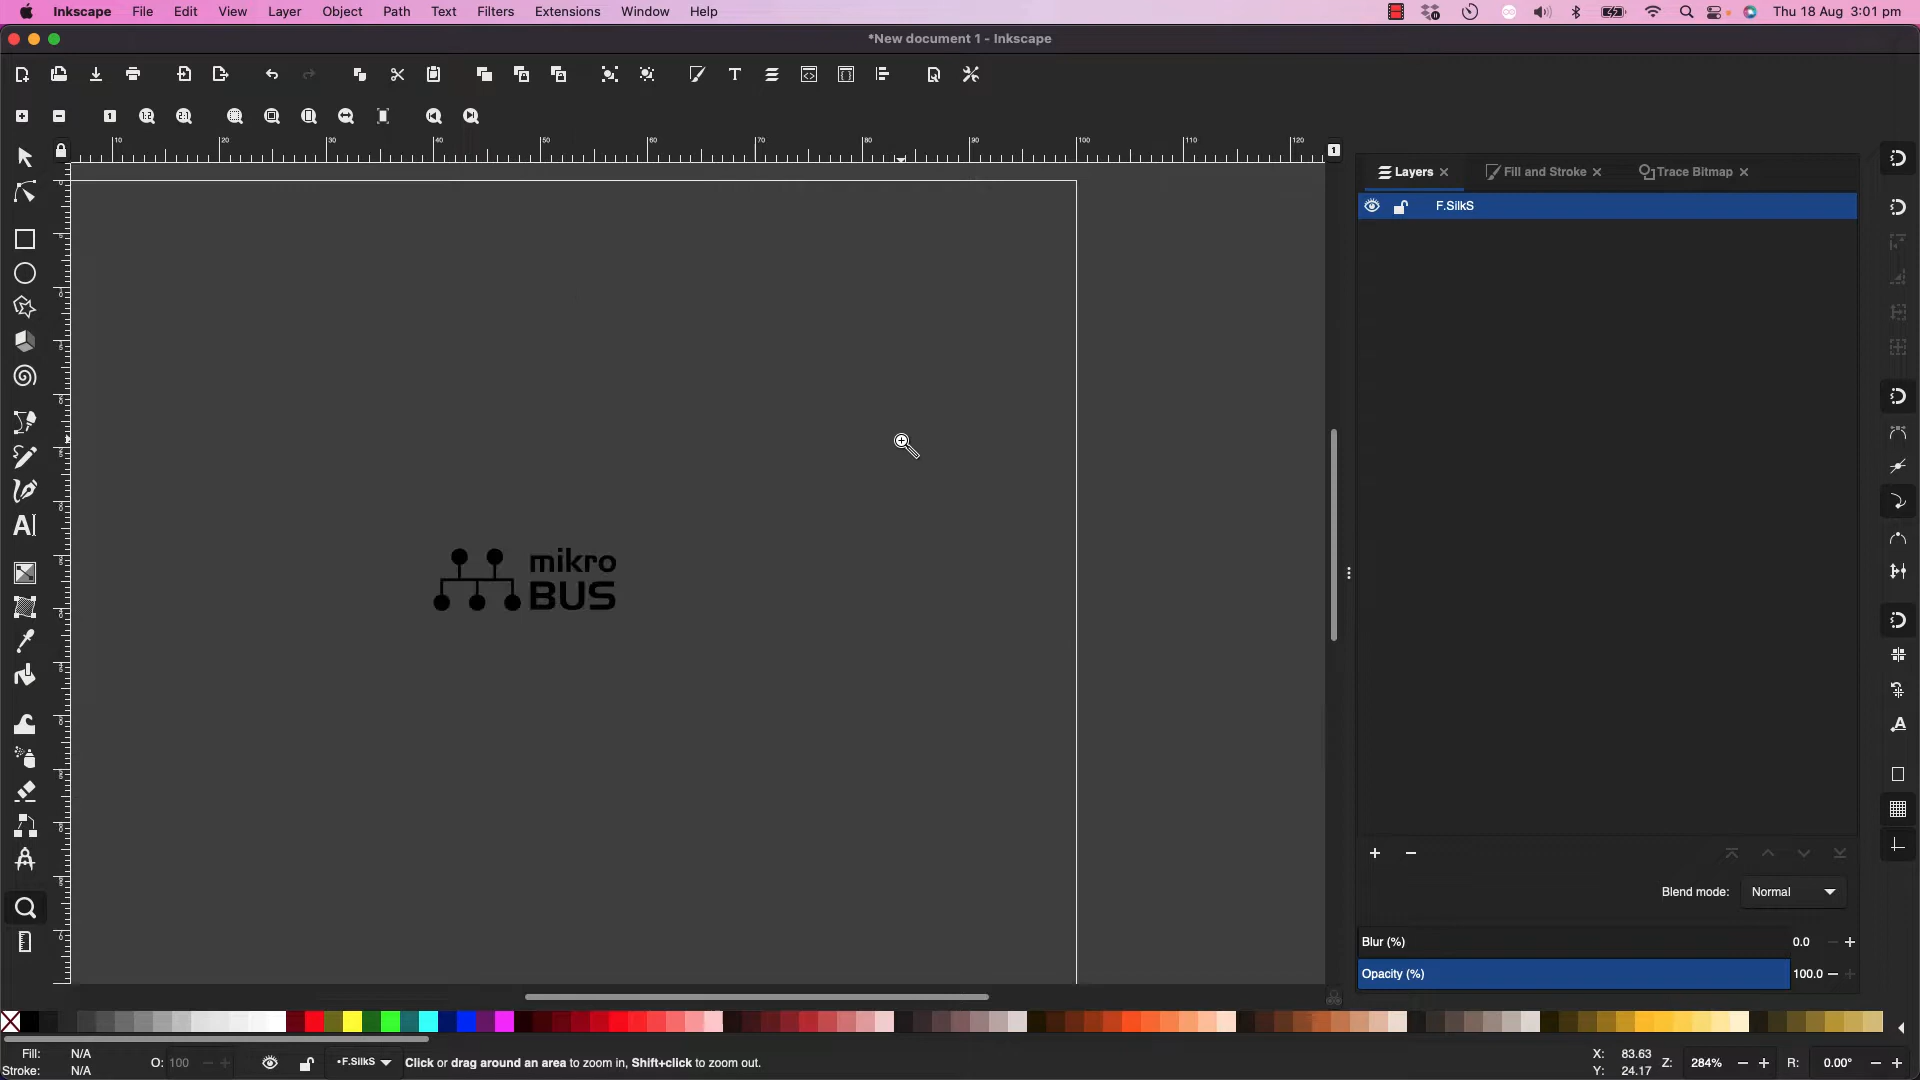 Inkscape File Edit View Layer Object Path Text Filters Extensions Window Help Thu 18 Aug 3:01 pm
*New document 1 - Inkscape
10 20 30 40 50 60 70 80 90 100 110 120
1
Layers Fill and Stroke Trace Bitmap
F.SilkS
mikro
BUS
Blend mode: Normal
Blur (%) 0.0
Opacity (%) 100.0
Fill: N/A
Stroke: N/A
O: 100
•F.SilkS
Click or drag around an area to zoom in, Shift+click to zoom out.
X: 83.63
Y: 24.17
Z: 284%
R: 0.00°